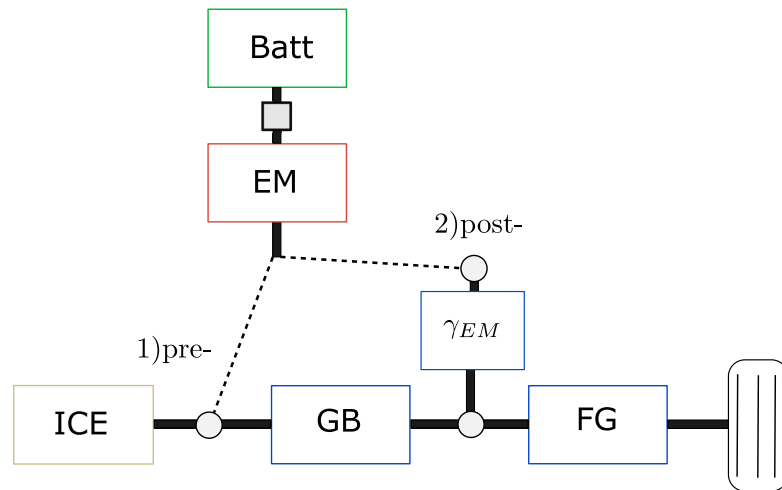 Batt
EM
2)post-
γEM
1)pre-
ICE
GB
FG